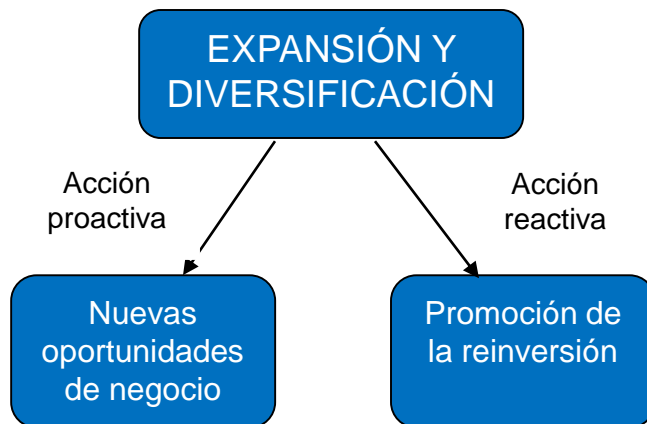 EXPANSIÓN Y
DIVERSIFICACIÓN
Acción
proactiva
Acción
reactiva
Nuevas
oportunidades
de negocio
Promoción de
la reinversión